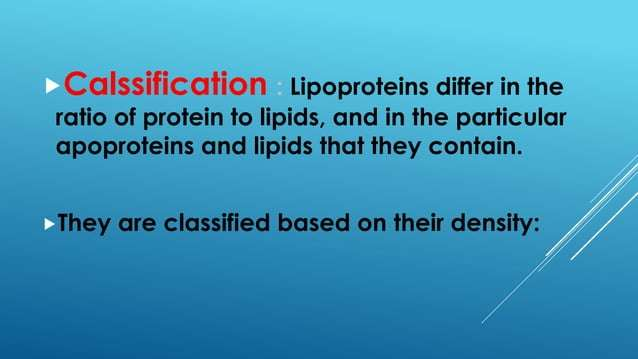 Calssification : Lipoproteins differ in the
ratio of protein to lipids, and in the particular
apoproteins and lipids that they contain.
They are classified based on their density: